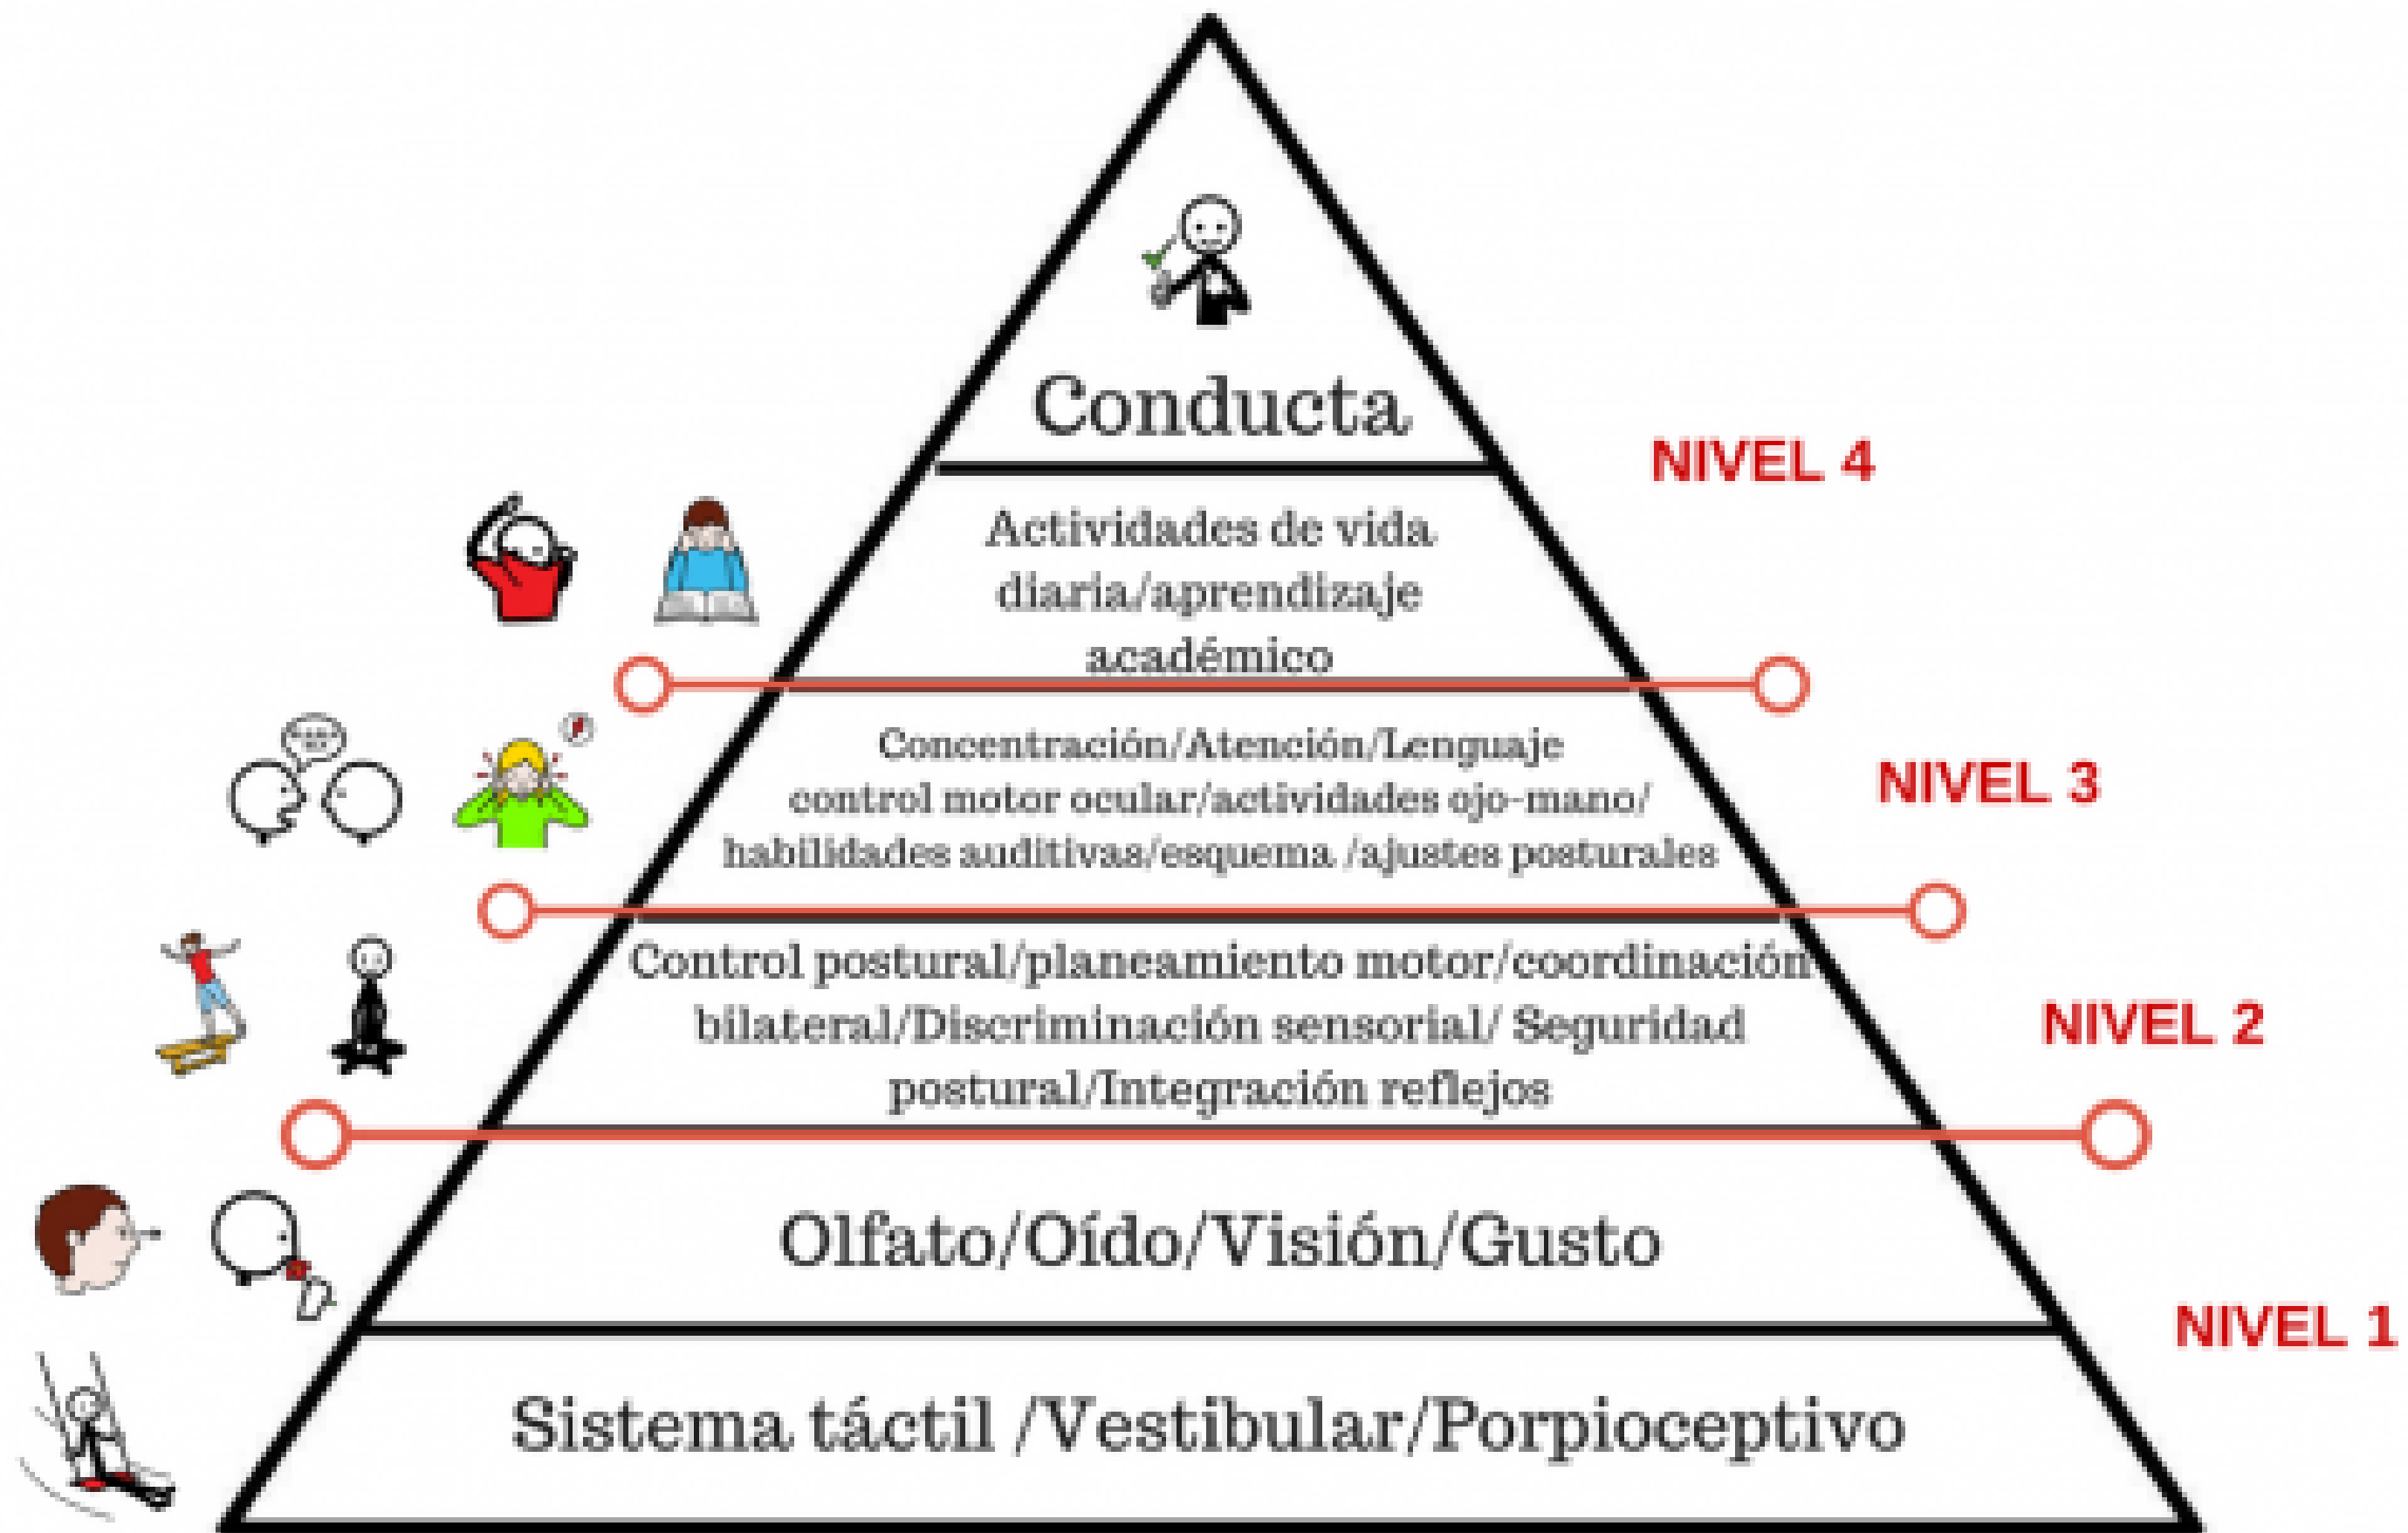 Conducta
NIVEL 4
Actividades de vida
diaria/aprendizaje
académico
Concentración/Atención/Lenguaje
control motor ocular/actividades ojo-mano/
habilidades auditivas/esquema /ajustes posturales
NIVEL 3
Control postural/planeamiento motor/coordinación
bilateral/Discriminación sensorial/ Seguridad
postural/Integración reflejos
NIVEL 2
Olfato/Oído/Visión/Gusto
NIVEL 1
Sistema táctil /Vestibular/Porpioceptivo